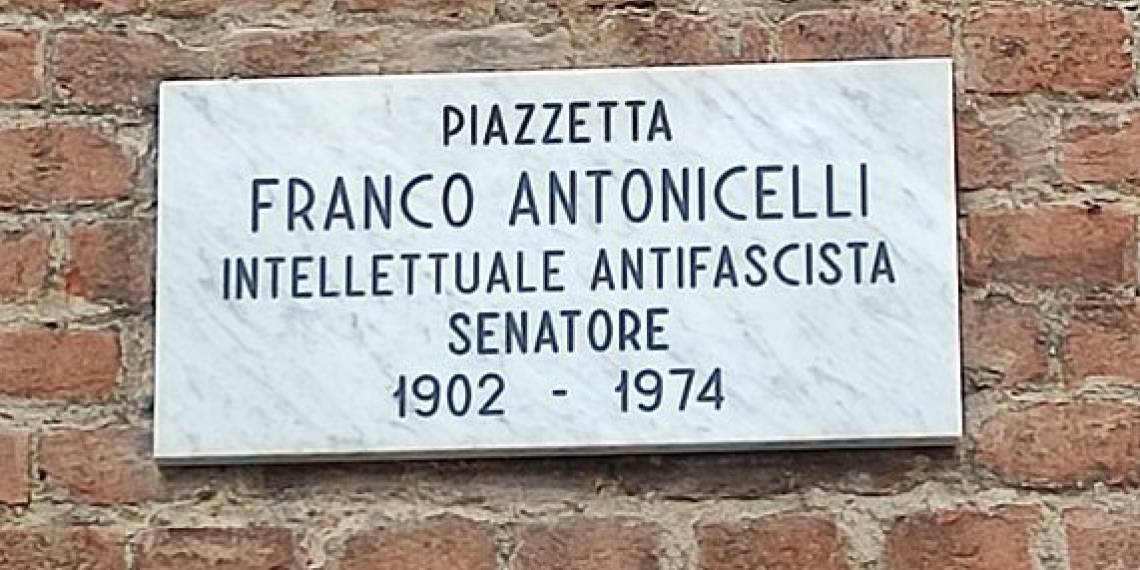 PIAZZETTA
FRANCO ANTONICELLI
INTELLETTUALE ANTIFASCISTA
SENATORE
1902 - 1974